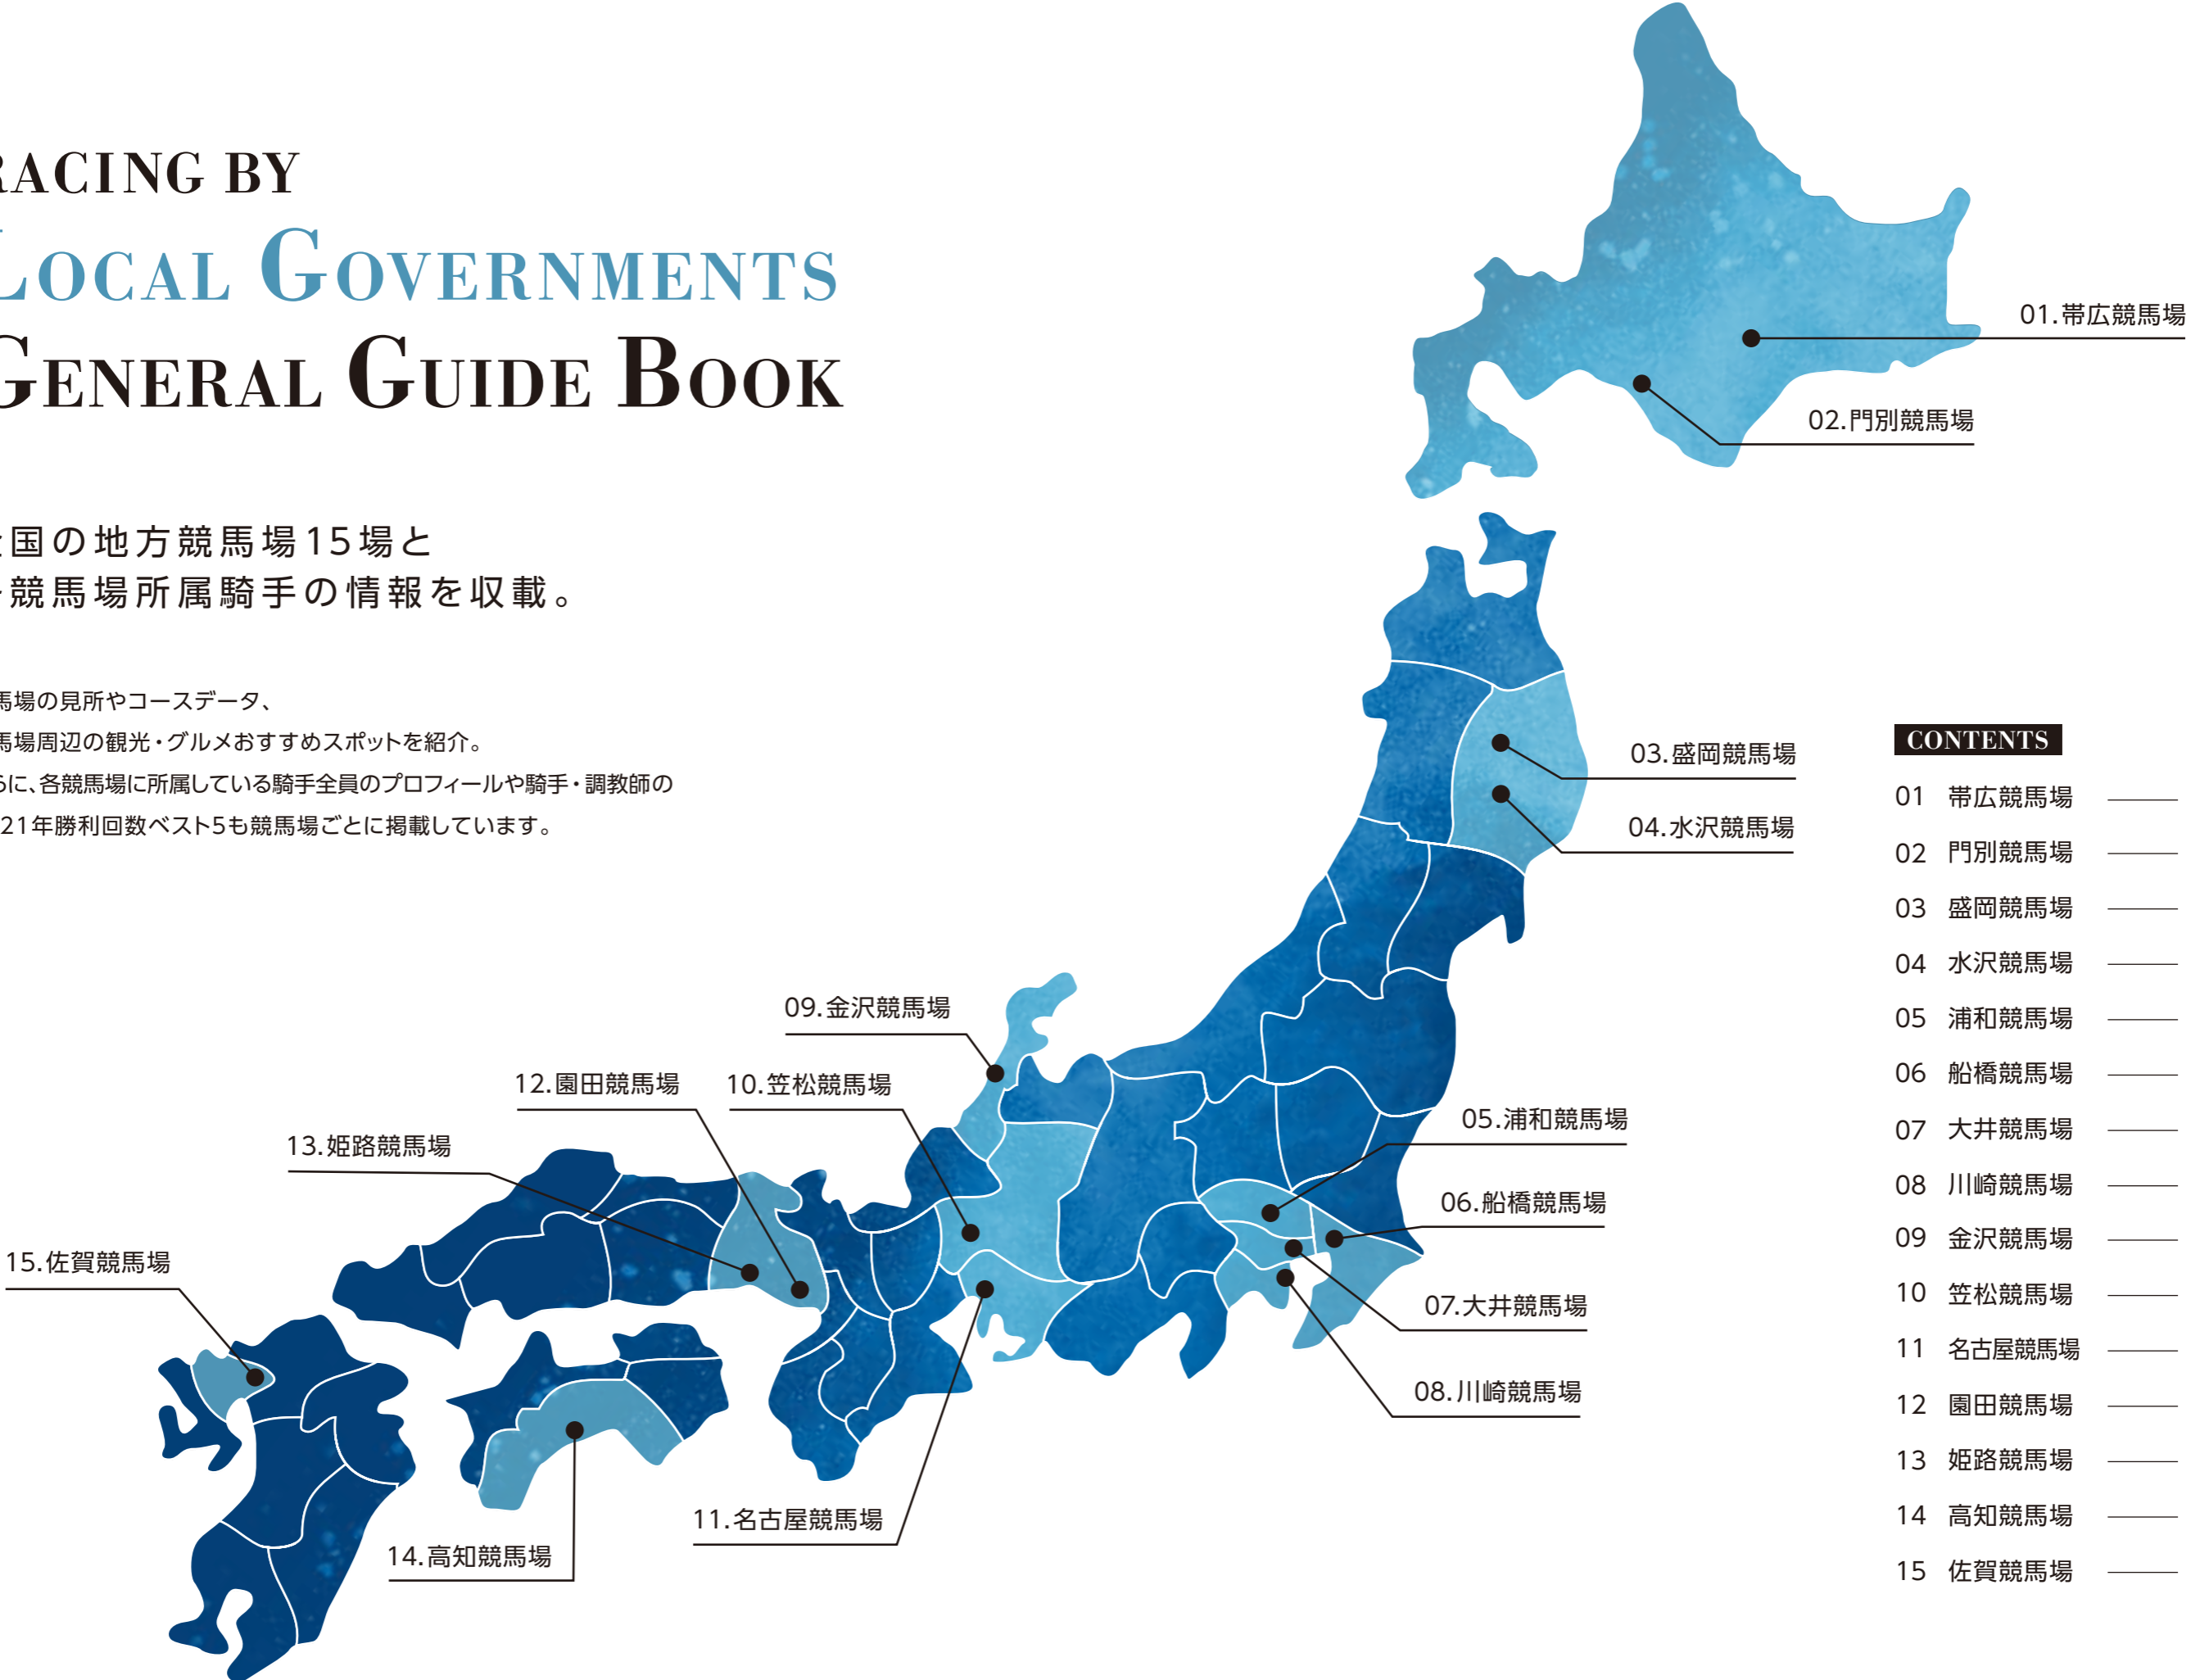 RACING BY
LOCAL GOVERNMENTS
GENERAL GUIDE BOOK
国の地方競馬場15場と
競馬場所属騎手の情報を収載。
馬場の見所やコースデータ、
馬場周辺の観光・グルメおすすめスポットを紹介。
に、各競馬場に所属している騎手全員のプロフィールや騎手・調教師の
21年勝利回数ベスト5も競馬場ごとに掲載しています。
01.帯広競馬場
02.門別競馬場
03.盛岡競馬場
04.水沢競馬場
09.金沢競馬場
12.園田競馬場
10.笠松競馬場
05.浦和競馬場
13.姫路競馬場
06.船橋競馬場
15.佐賀競馬場
07.大井競馬場
08.川崎競馬場
11.名古屋競馬場
14.高知競馬場
CONTENTS
01 帯広競馬場
02 門別競馬場
03 盛岡競馬場
04 水沢競馬場
05 浦和競馬場
06 船橋競馬場
07 大井競馬場
08 川崎競馬場
09 金沢競馬場
10 笠松競馬場
11 名古屋競馬場
12 園田競馬場
13 姫路競馬場
14 高知競馬場
15 佐賀競馬場